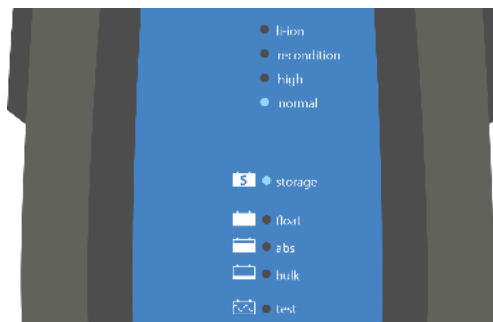 li-ion
recondition
high
normal
S storage
float
abs
bulk
test